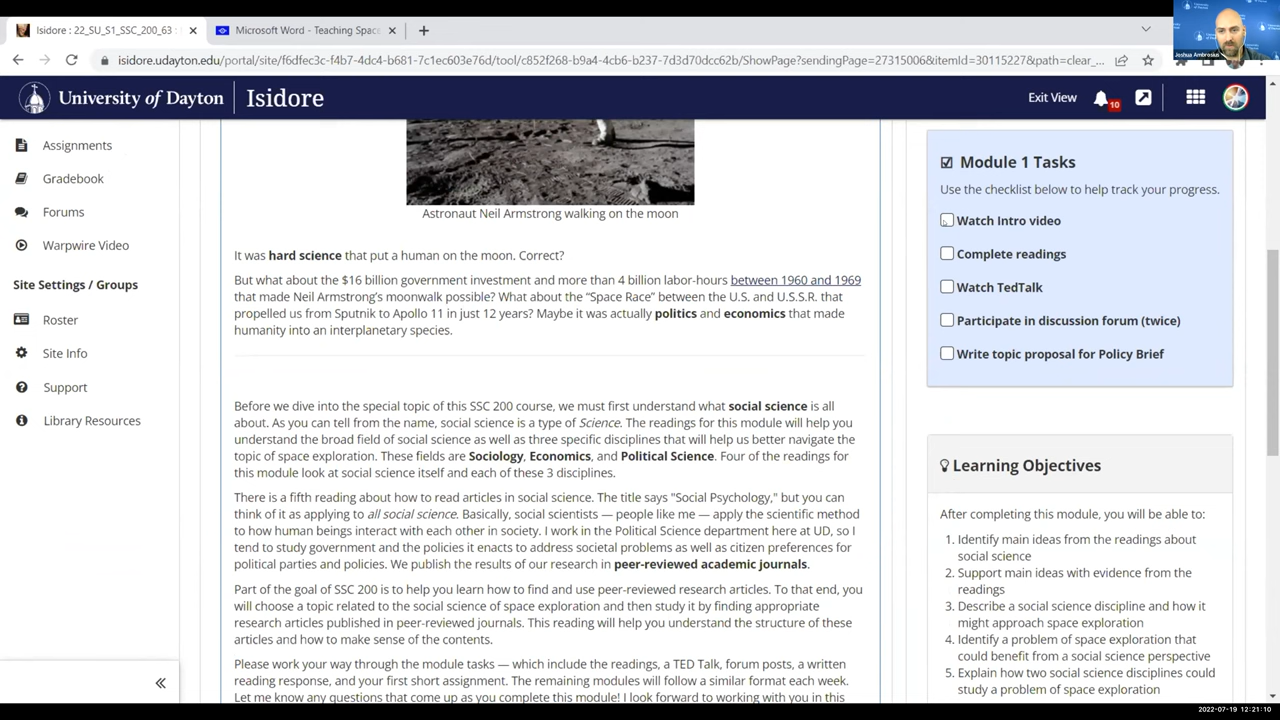 Isidore : 22_SU_S1_SSC_200_63 :
Microsoft Word - Teaching Spac
Joshua Ambrosius
isidore.udayton.edu/portal/site/
University of Dayton
Isidore
Exit View
10
Assignments
Gradebook
Forums
Warpwire Video
Site Settings / Groups
Roster
Site Info
Support
Library Resources
Astronaut Neil Armstrong walking on the moon
It was hard science that put a human on the moon. Correct?
But what about the $16 billion government investment and more than 4 billion labor-hours between 1960 and 1969
that made Neil Armstrong's moonwalk possible? What about the “Space Race” between the U.S. and U.S.S.R. that
propelled us from Sputnik to Apollo 11 in just 12 years? Maybe it was actually politics and economics that made
humanity into an interplanetary species.
Before we dive into the special topic of this SSC 200 course, we must first understand what social science is all
about. As you can tell from the name, social science is a type of Science. The readings for this module will help you
understand the broad field of social science as well as three specific disciplines that will help us better navigate the
topic of space exploration. These fields are Sociology, Economics, and Political Science. Four of the readings for
this module look at social science itself and each of these 3 disciplines.
There is a fifth reading about how to read articles in social science. The title says "Social Psychology," but you can
think of it as applying to all social science. Basically, social scientists — people like me — apply the scientific method
to how human beings interact with each other in society. I work in the Political Science department here at UD, so I
tend to study government and the policies it enacts to address societal problems as well as citizen preferences for
political parties and policies. We publish the results of our research in peer-reviewed academic journals.
Part of the goal of SSC 200 is to help you learn how to find and use peer-reviewed research articles. To that end, you
will choose a topic related to the social science of space exploration and then study it by finding appropriate
research articles published in peer-reviewed journals. This reading will help you understand the structure of these
articles and how to make sense of the contents.
Please work your way through the module tasks — which include the readings, a TED Talk, forum posts, a written
reading response, and your first short assignment. The remaining modules will follow a similar format each week.
Let me know any questions that come up as you complete this module! I look forward to working with you in this
Module 1 Tasks
Use the checklist below to help track your progress.
Watch Intro video
Complete readings
Watch TedTalk
Participate in discussion forum (twice)
Write topic proposal for Policy Brief
Learning Objectives
After completing this module, you will be able to:
1. Identify main ideas from the readings about
social science
2. Support main ideas with evidence from the
readings
3. Describe a social science discipline and how it
might approach space exploration
4. Identify a problem of space exploration that
could benefit from a social science perspective
5. Explain how two social science disciplines could
study a problem of space exploration
2022-07-19 12:21:10